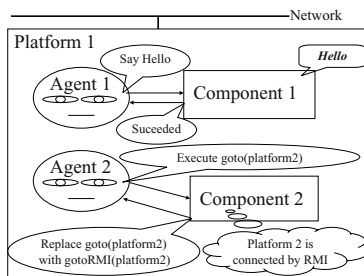 Network
Platform 1
Say Hello
Hello
Agent 1
Component 1
Suceeded
Agent 2
Execute goto(platform2)
Component 2
Replace goto(platform2)
with gotoRMI(platform2)
Platform 2 is
connected by RMI